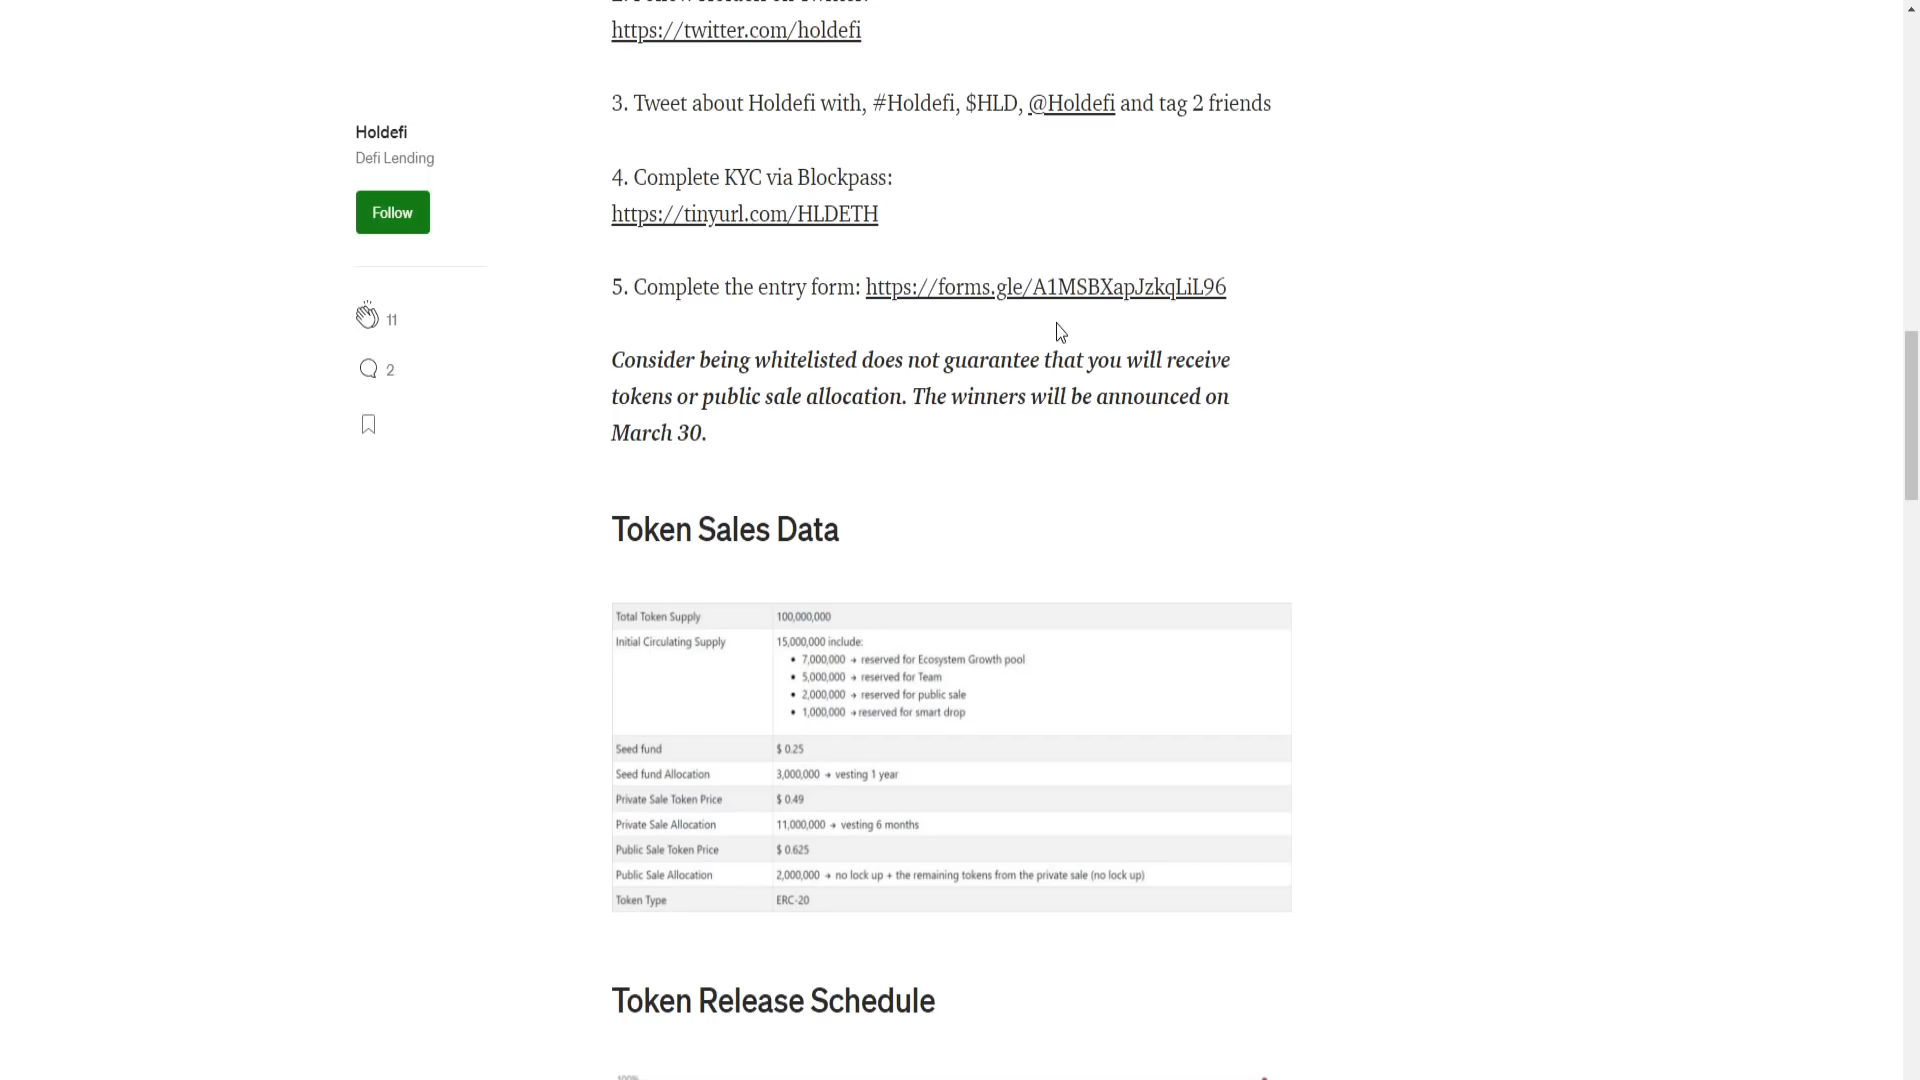 https://twitter.com/holdefi
3. Tweet about Holdefi with, #Holdefi, $HLD, @Holdefi and tag 2 friends
Holdefi
Defi Lending
Follow
11
2
4. Complete KYC via Blockpass:
https://tinyurl.com/HLDETH
5. Complete the entry form: https://forms.gle/A1MSBXapJzkqLiL96
Consider being whitelisted does not guarantee that you will receive
tokens or public sale allocation. The winners will be announced on
March 30.
Token Sales Data
Total Token Supply 100,000,000
Initial Circulating Supply 15,000,000 include:
• 7,000,000 → reserved for Ecosystem Growth pool
• 5,000,000 → reserved for Team
• 2,000,000 → reserved for public sale
• 1,000,000 → reserved for smart drop
Seed fund $ 0.25
Seed fund Allocation 3,000,000 → vesting 1 year
Private Sale Token Price $ 0.49
Private Sale Allocation 11,000,000 → vesting 6 months
Public Sale Token Price $ 0.625
Public Sale Allocation 2,000,000 → no lock up + the remaining tokens from the private sale (no lock up)
Token Type ERC-20
Token Release Schedule